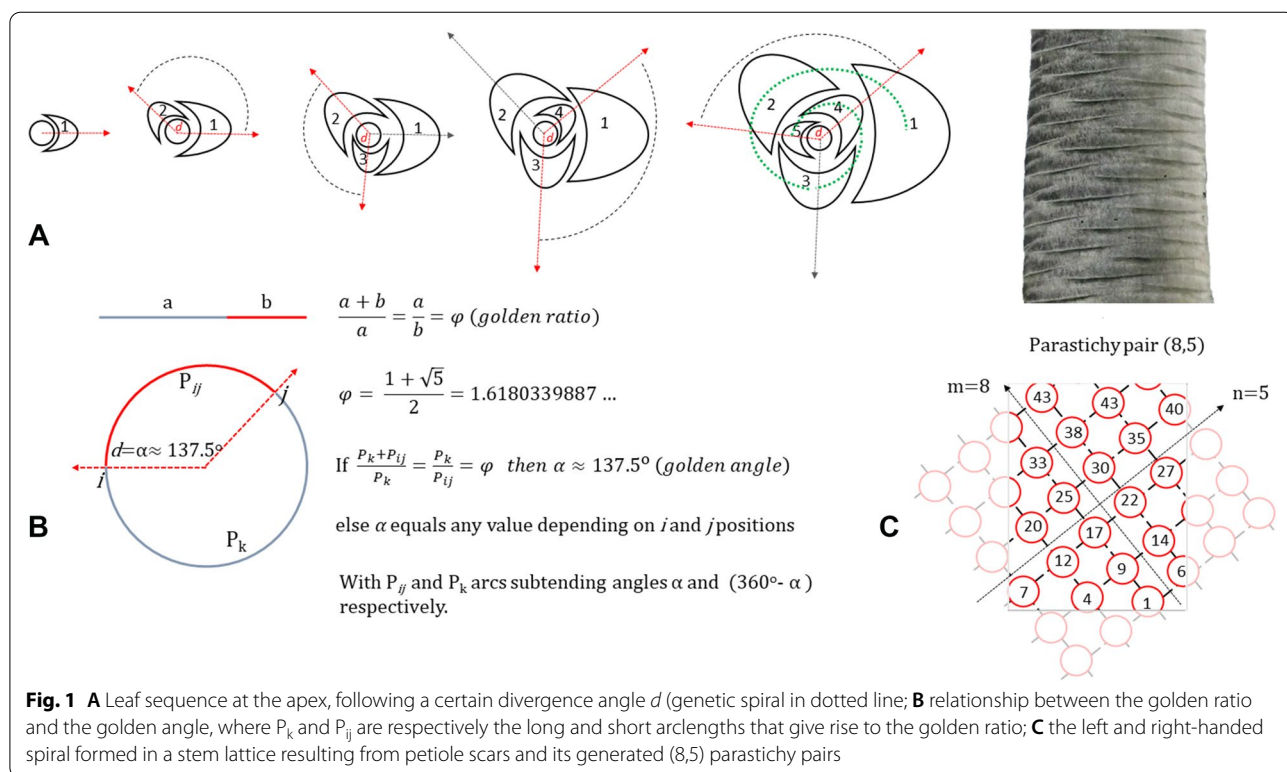 1
2
d
1
2
d
1
3
2
4
d
1
3
2
4
5
d
1
3
A
a
b
a + b
a
=
a
b
= φ (golden ratio)
φ = 1 + √5
2
= 1.6180339887 ...
P_ij
j
d=α≈ 137.5°
i
P_k
If P_k+P_ij
P_k
= P_k
P_ij
= φ then α ≈ 137.5° (golden angle)
else α equals any value depending on i and j positions
With P_ij and P_k arcs subtending angles α and (360°- α )
respectively.
B
Parastichy pair (8,5)
m=8
n=5
43
43
40
38
35
33
30
27
25
22
20
17
14
12
9
6
7
4
1
C
Fig. 1 A Leaf sequence at the apex, following a certain divergence angle d (genetic spiral in dotted line; B relationship between the golden ratio
and the golden angle, where P_k and P_ij are respectively the long and short arclengths that give rise to the golden ratio; C the left and right-handed
spiral formed in a stem lattice resulting from petiole scars and its generated (8,5) parastichy pairs